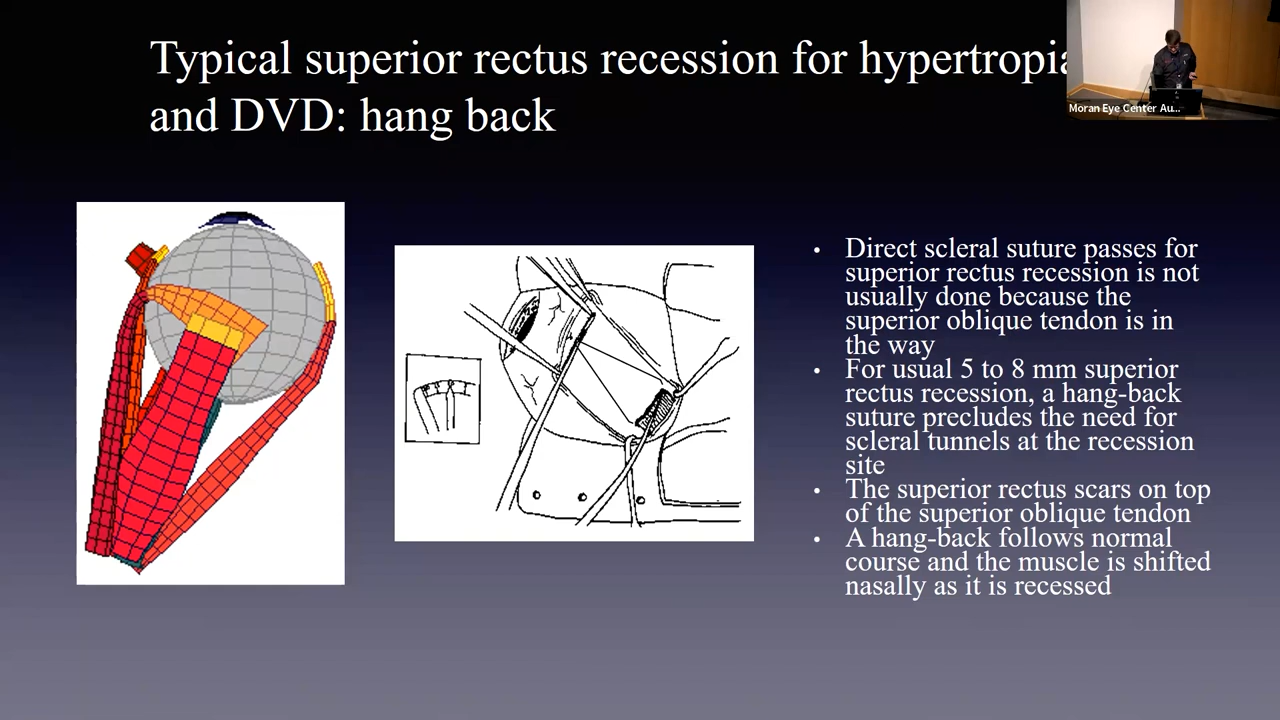 Typical superior rectus recession for hypertropia
and DVD: hang back
Moran Eye Center Au...
• Direct scleral suture passes for
superior rectus recession is not
usually done because the
superior oblique tendon is in
the way
• For usual 5 to 8 mm superior
rectus recession, a hang-back
suture precludes the need for
scleral tunnels at the recession
site
• The superior rectus scars on top
of the superior oblique tendon
• A hang-back follows normal
course and the muscle is shifted
nasally as it is recessed